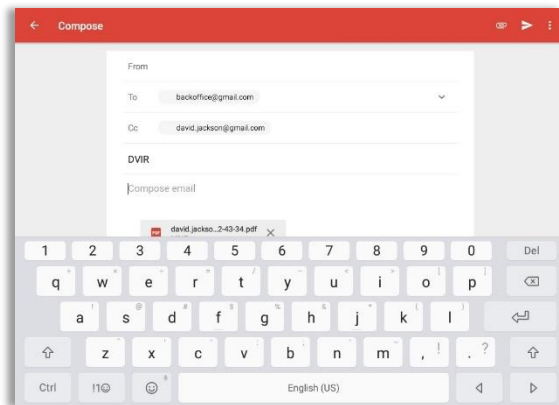 Compose
From
To backoffice@gmail.com
Cc david.jackson@gmail.com
DVIR
Compose email
PDF david.jackso...2-43-34.pdf
1 2 3 4 5 6 7 8 9 0 Del
q w e r t y u i o p
a s d f g h j k l
z x c v b n m , ! . ?
Ctrl !1☺ English (US)